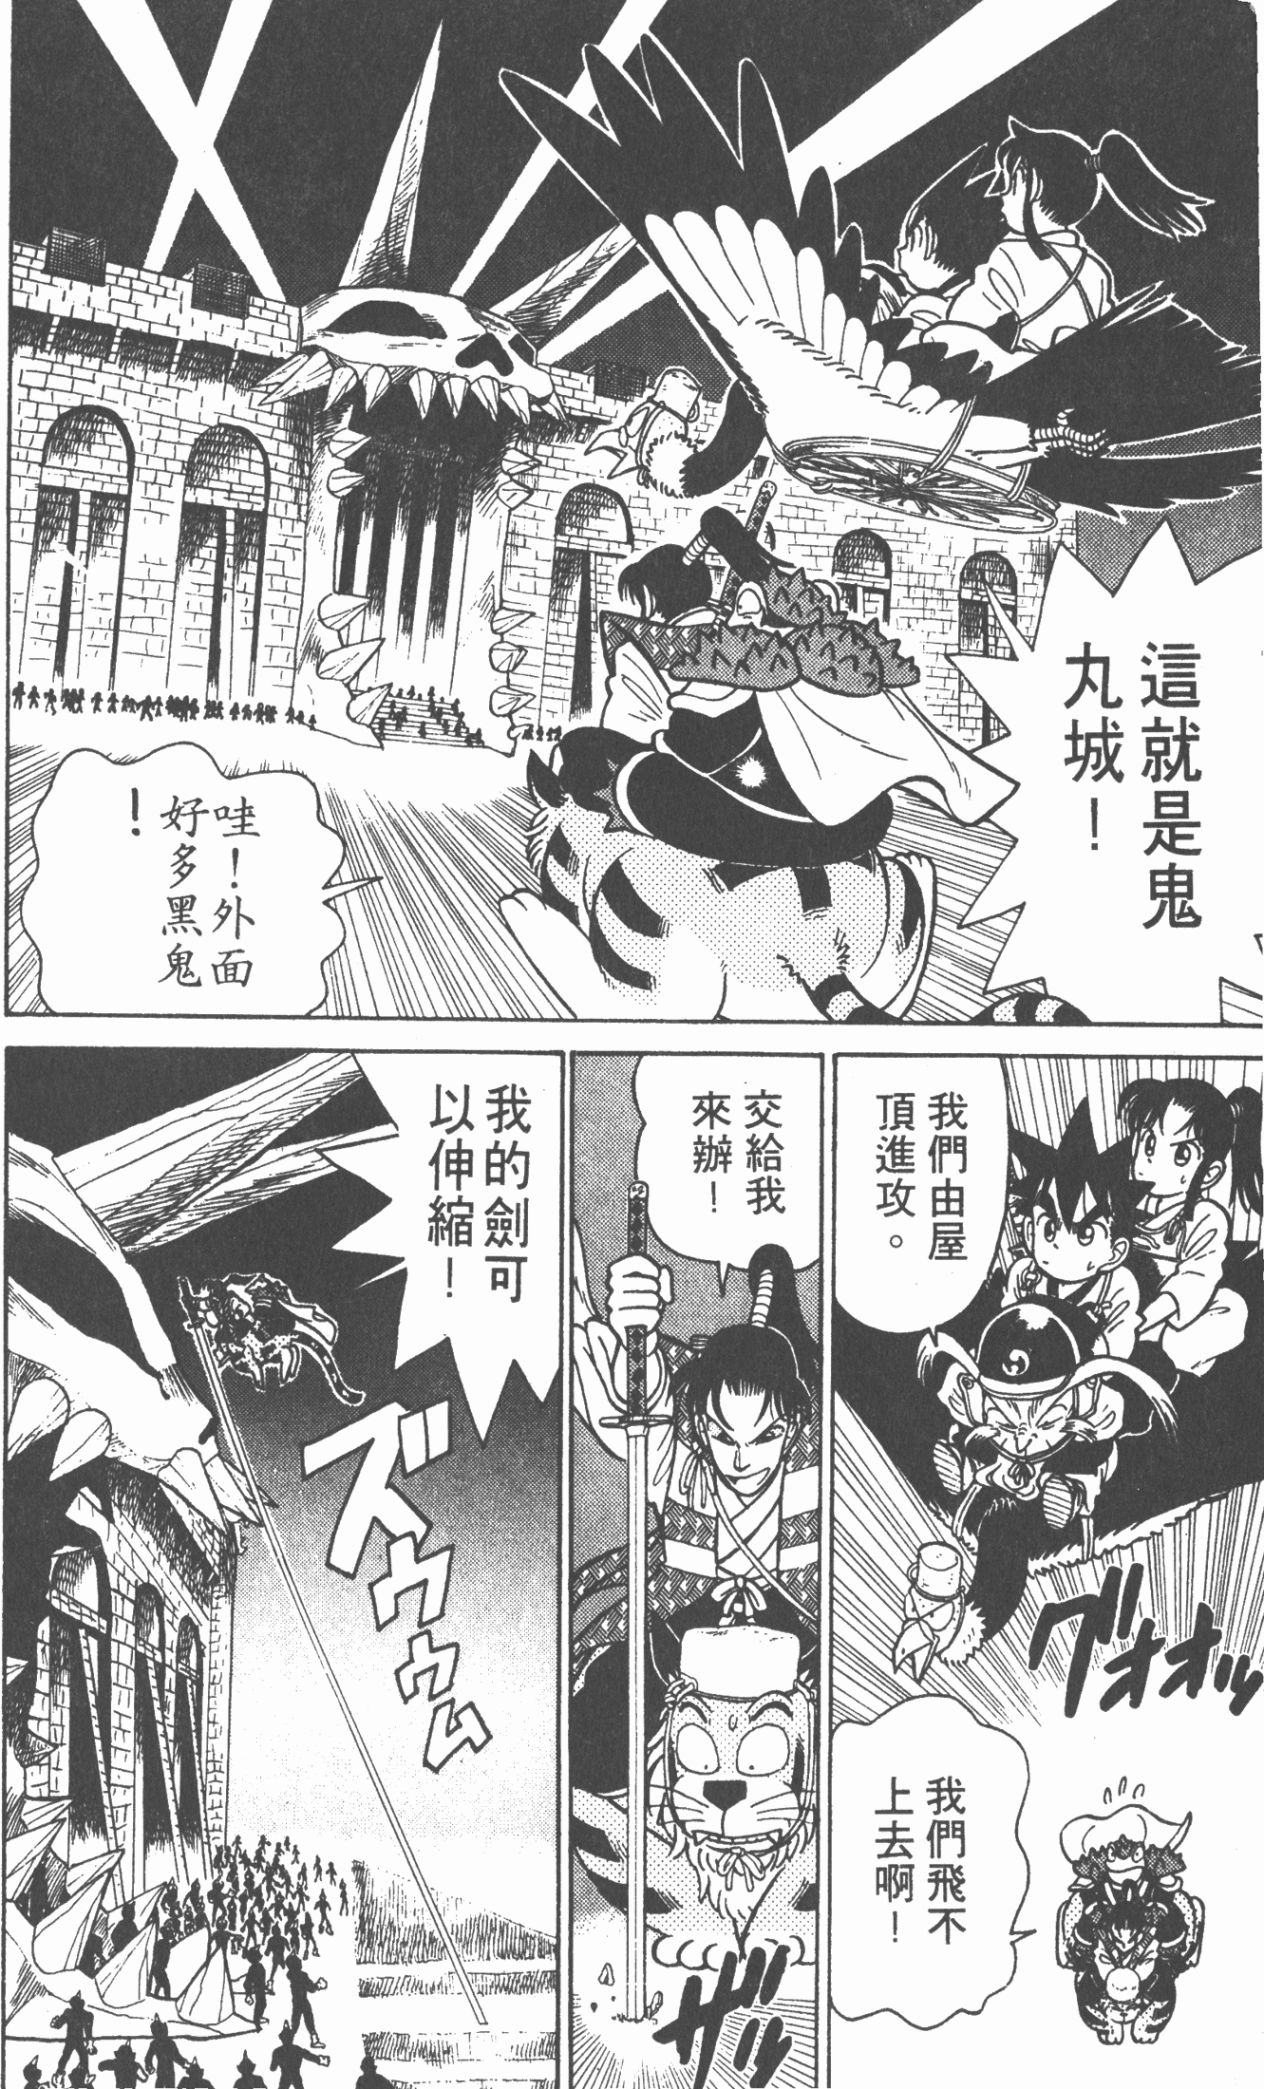 這就是鬼
丸城！
哇！外面
好多黑鬼
！
我們由屋
頂進攻。
グオオッ
我們飛不
上去啊！
交給我
來辦！
ザッ
我的劍可
以伸縮！
ズウウウム